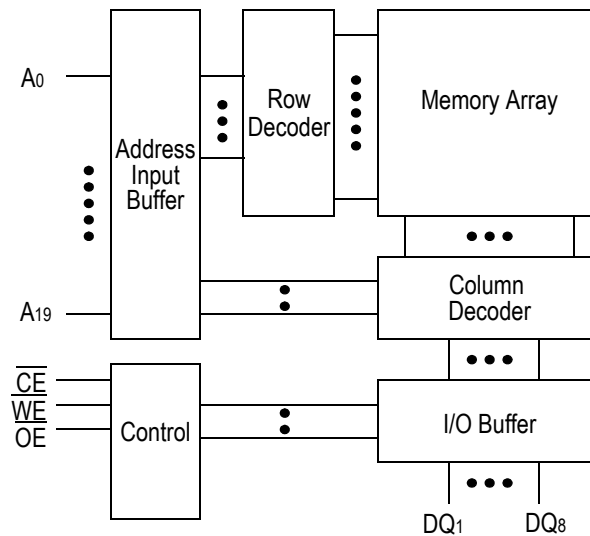 A0
A19
Address
Input
Buffer
Row
Decoder
Memory Array
Column
Decoder
CE
WE
OE
Control
I/O Buffer
DQ1
DQ8